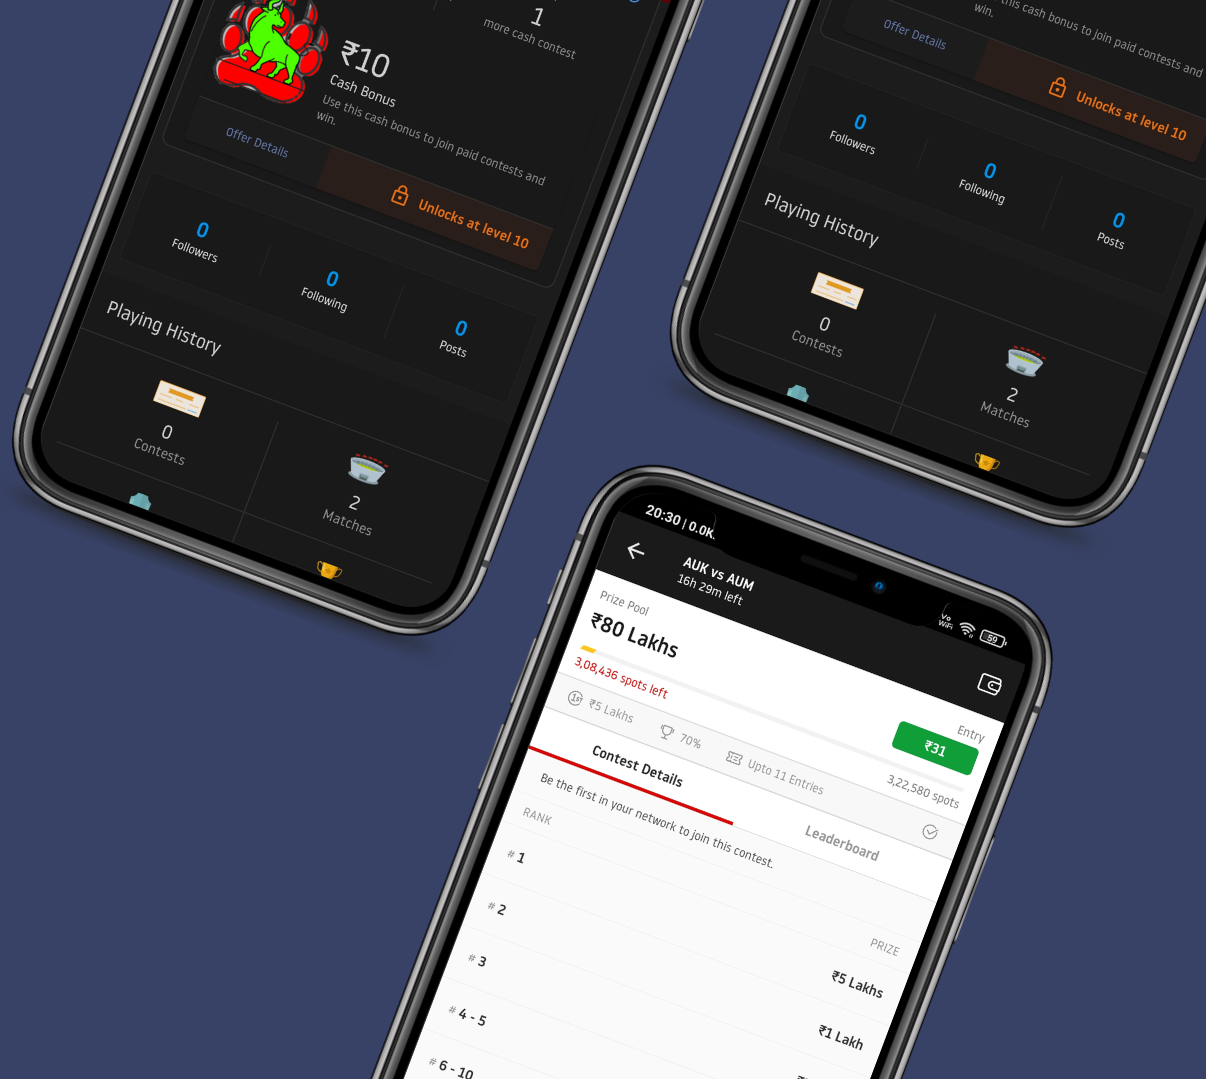 1
more cash contest
₹10
Cash Bonus
Use this cash bonus to join paid contests and
win.
Offer Details
Unlocks at level 10
0
Followers
0
Following
0
Posts
Playing History
0
Contests
2
Matches
this cash bonus to join paid contests and
win.
Offer Details
Unlocks at level 10
0
Followers
0
Following
0
Posts
Playing History
0
Contests
2
Matches
20:30 | 0.0K
Vo
WiFi
59
AUK vs AUM
16h 29m left
Prize Pool
₹80 Lakhs
Entry
₹31
3,08,436 spots left
3,22,580 spots
1st ₹5 Lakhs
70%
Upto 11 Entries
Contest Details
Leaderboard
Be the first in your network to join this contest.
RANK
PRIZE
# 1
₹5 Lakhs
# 2
₹1 Lakh
# 3
# 4 - 5
# 6 - 10